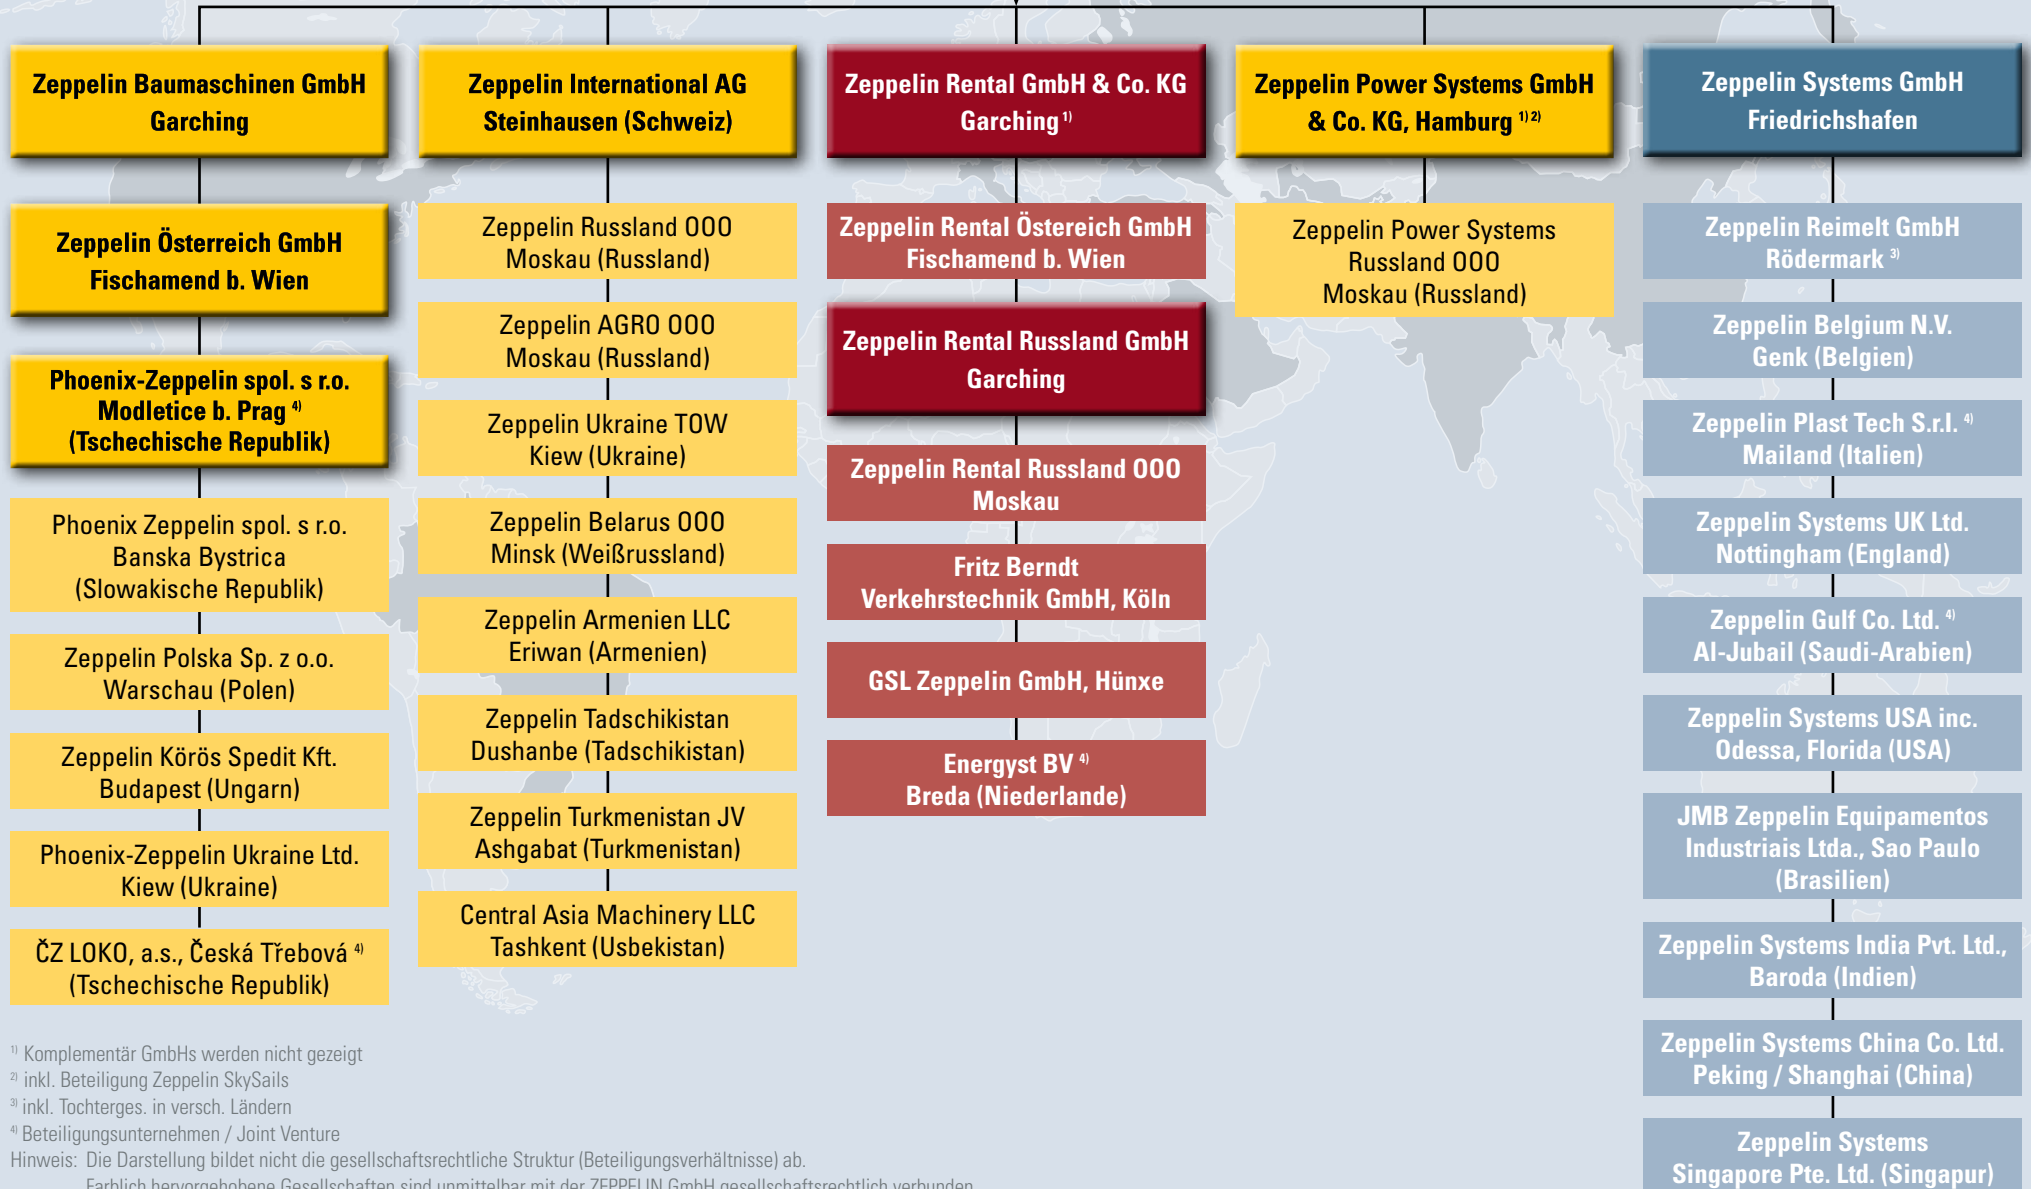 Zeppelin Baumaschinen GmbH
Garching
Zeppelin Österreich GmbH
Fischamend b. Wien
Phoenix-Zeppelin spol. s r.o.
Modletice b. Prag 4)
(Tschechische Republik)
Phoenix Zeppelin spol. s r.o.
Banska Bystrica
(Slowakische Republik)
Zeppelin Polska Sp. z o.o.
Warschau (Polen)
Zeppelin Körös Spedit Kft.
Budapest (Ungarn)
Phoenix-Zeppelin Ukraine Ltd.
Kiew (Ukraine)
ČZ LOKO, a.s., Česká Třebová 4)
(Tschechische Republik)
Zeppelin International AG
Steinhausen (Schweiz)
Zeppelin Russland OOO
Moskau (Russland)
Zeppelin AGRO OOO
Moskau (Russland)
Zeppelin Ukraine TOW
Kiew (Ukraine)
Zeppelin Belarus OOO
Minsk (Weißrussland)
Zeppelin Armenien LLC
Eriwan (Armenien)
Zeppelin Tadschikistan
Dushanbe (Tadschikistan)
Zeppelin Turkmenistan JV
Ashgabat (Turkmenistan)
Central Asia Machinery LLC
Tashkent (Usbekistan)
Zeppelin Rental GmbH & Co. KG
Garching 1)
Zeppelin Rental Östereich GmbH
Fischamend b. Wien
Zeppelin Rental Russland GmbH
Garching
Zeppelin Rental Russland OOO
Moskau
Fritz Berndt
Verkehrstechnik GmbH, Köln
GSL Zeppelin GmbH, Hünxe
Energyst BV 4)
Breda (Niederlande)
Zeppelin Power Systems GmbH
& Co. KG, Hamburg 1) 2)
Zeppelin Power Systems
Russland OOO
Moskau (Russland)
Zeppelin Systems GmbH
Friedrichshafen
Zeppelin Reimelt GmbH
Rödermark 3)
Zeppelin Belgium N.V.
Genk (Belgien)
Zeppelin Plast Tech S.r.l. 4)
Mailand (Italien)
Zeppelin Systems UK Ltd.
Nottingham (England)
Zeppelin Gulf Co. Ltd. 4)
Al-Jubail (Saudi-Arabien)
Zeppelin Systems USA inc.
Odessa, Florida (USA)
JMB Zeppelin Equipamentos
Industriais Ltda., Sao Paulo
(Brasilien)
Zeppelin Systems India Pvt. Ltd.,
Baroda (Indien)
Zeppelin Systems China Co. Ltd.
Peking / Shanghai (China)
Zeppelin Systems
Singapore Pte. Ltd. (Singapur)
1) Komplementär GmbHs werden nicht gezeigt
2) inkl. Beteiligung Zeppelin SkySails
3) inkl. Tochterges. in versch. Ländern
4) Beteiligungsunternehmen / Joint Venture
Hinweis: Die Darstellung bildet nicht die gesellschaftsrechtliche Struktur (Beteiligungsverhältnisse) ab.
Farblich hervorgehobene Gesellschaften sind unmittelbar mit der ZEPPELIN GmbH gesellschaftsrechtlich verbunden